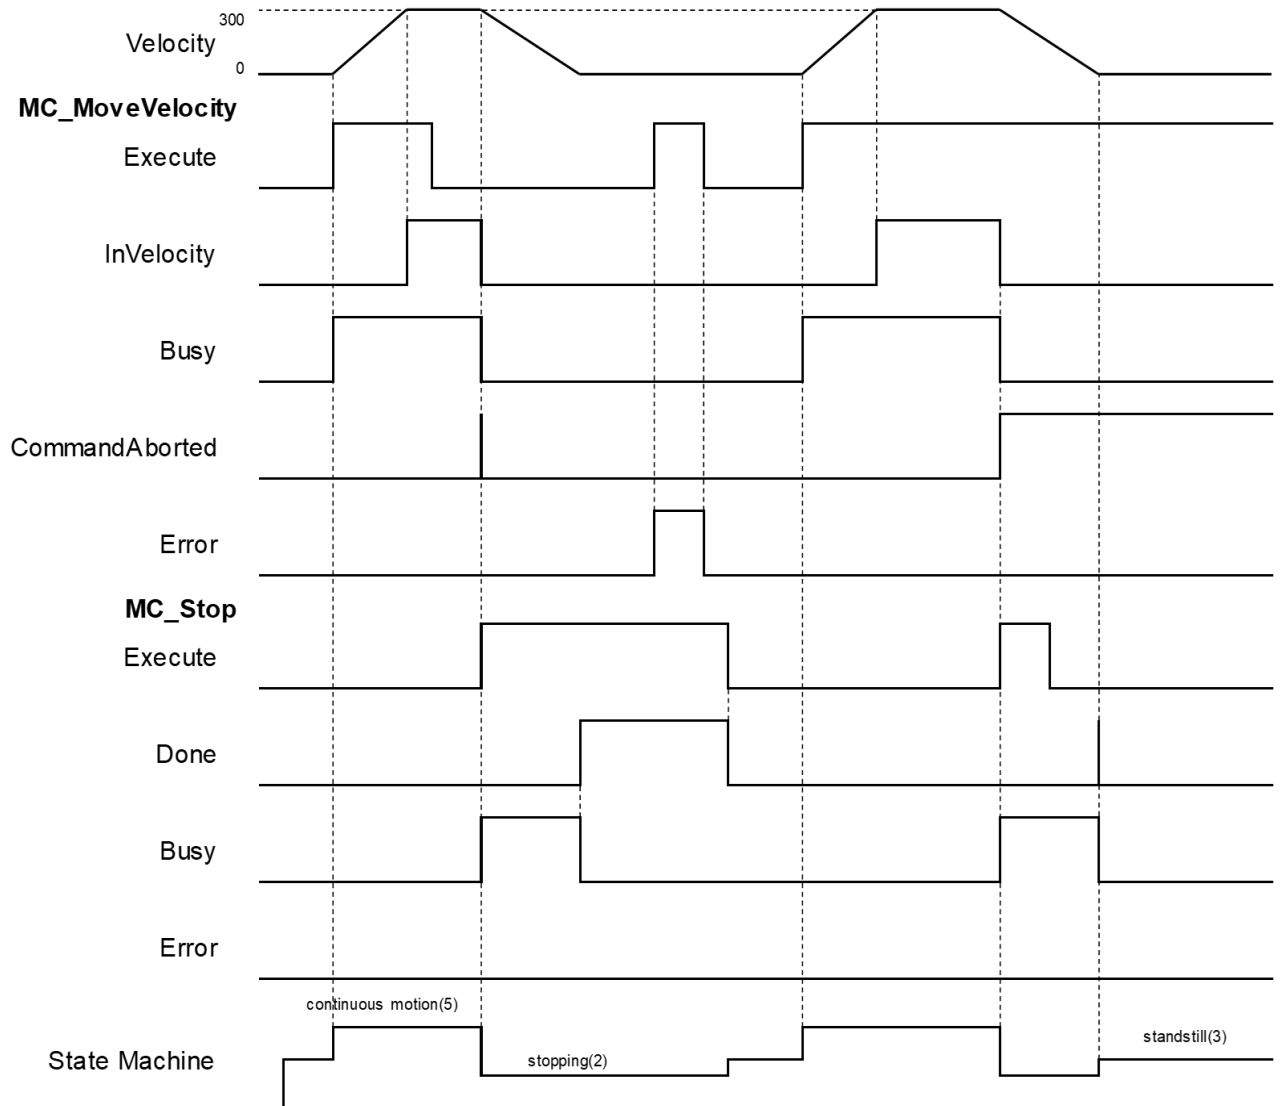 300
Velocity
0
MC_MoveVelocity
Execute
InVelocity
Busy
CommandAborted
Error
MC_Stop
Execute
Done
Busy
Error
continuous motion(5)
standstill(3)
State Machine
stopping(2)